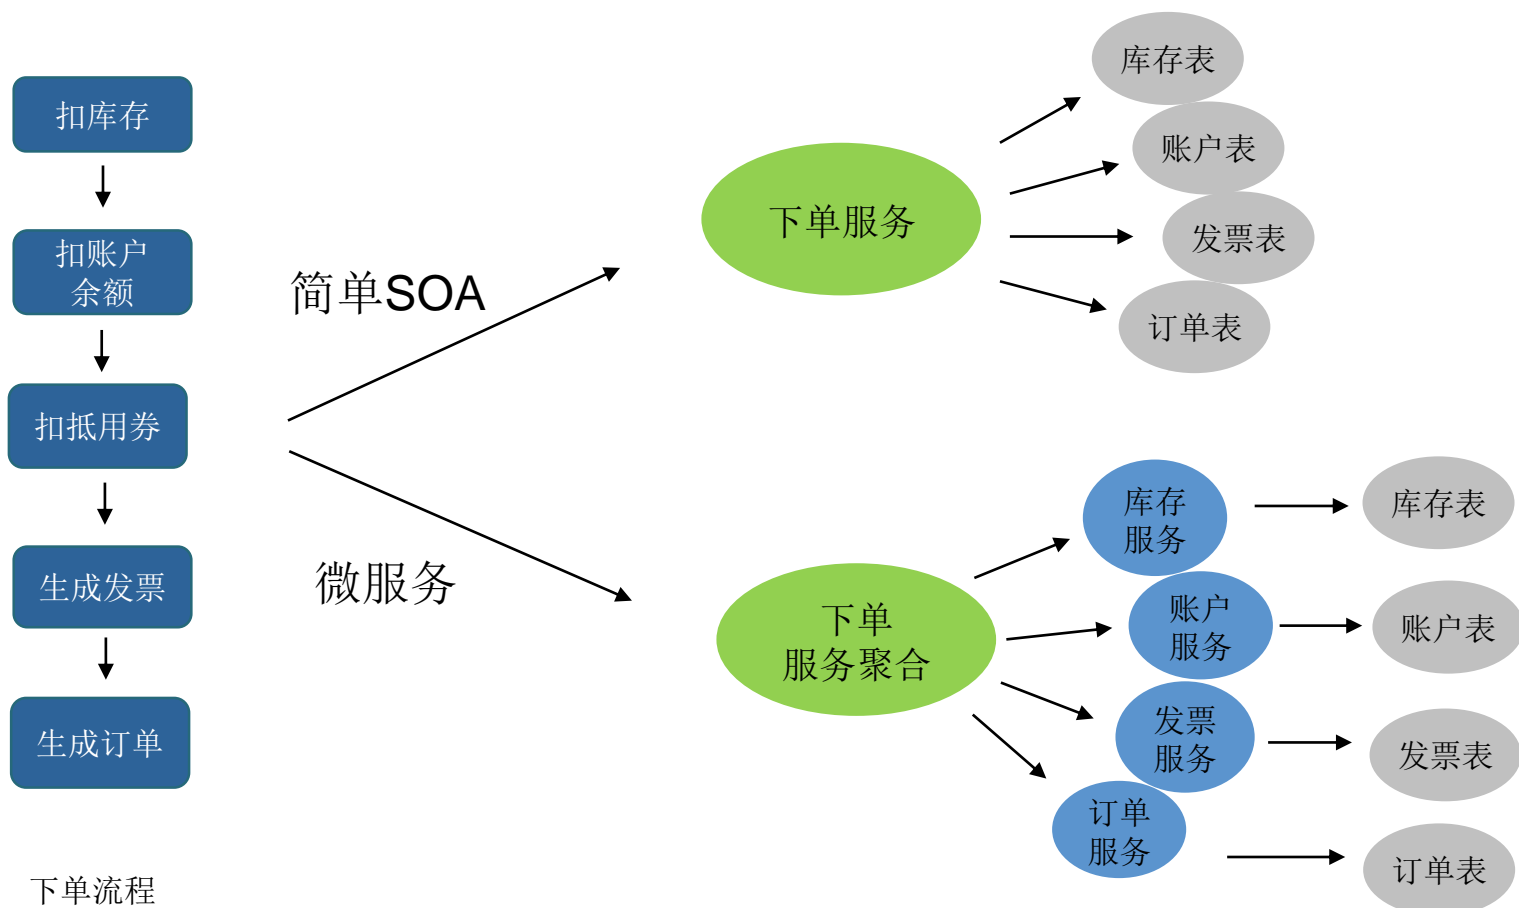 扣库存
扣账户
余额
扣抵用券
生成发票
生成订单
下单流程
简单SOA
微服务
下单服务
库存表
账户表
发票表
订单表
下单
服务聚合
库存
服务
账户
服务
发票
服务
订单
服务
库存表
账户表
发票表
订单表